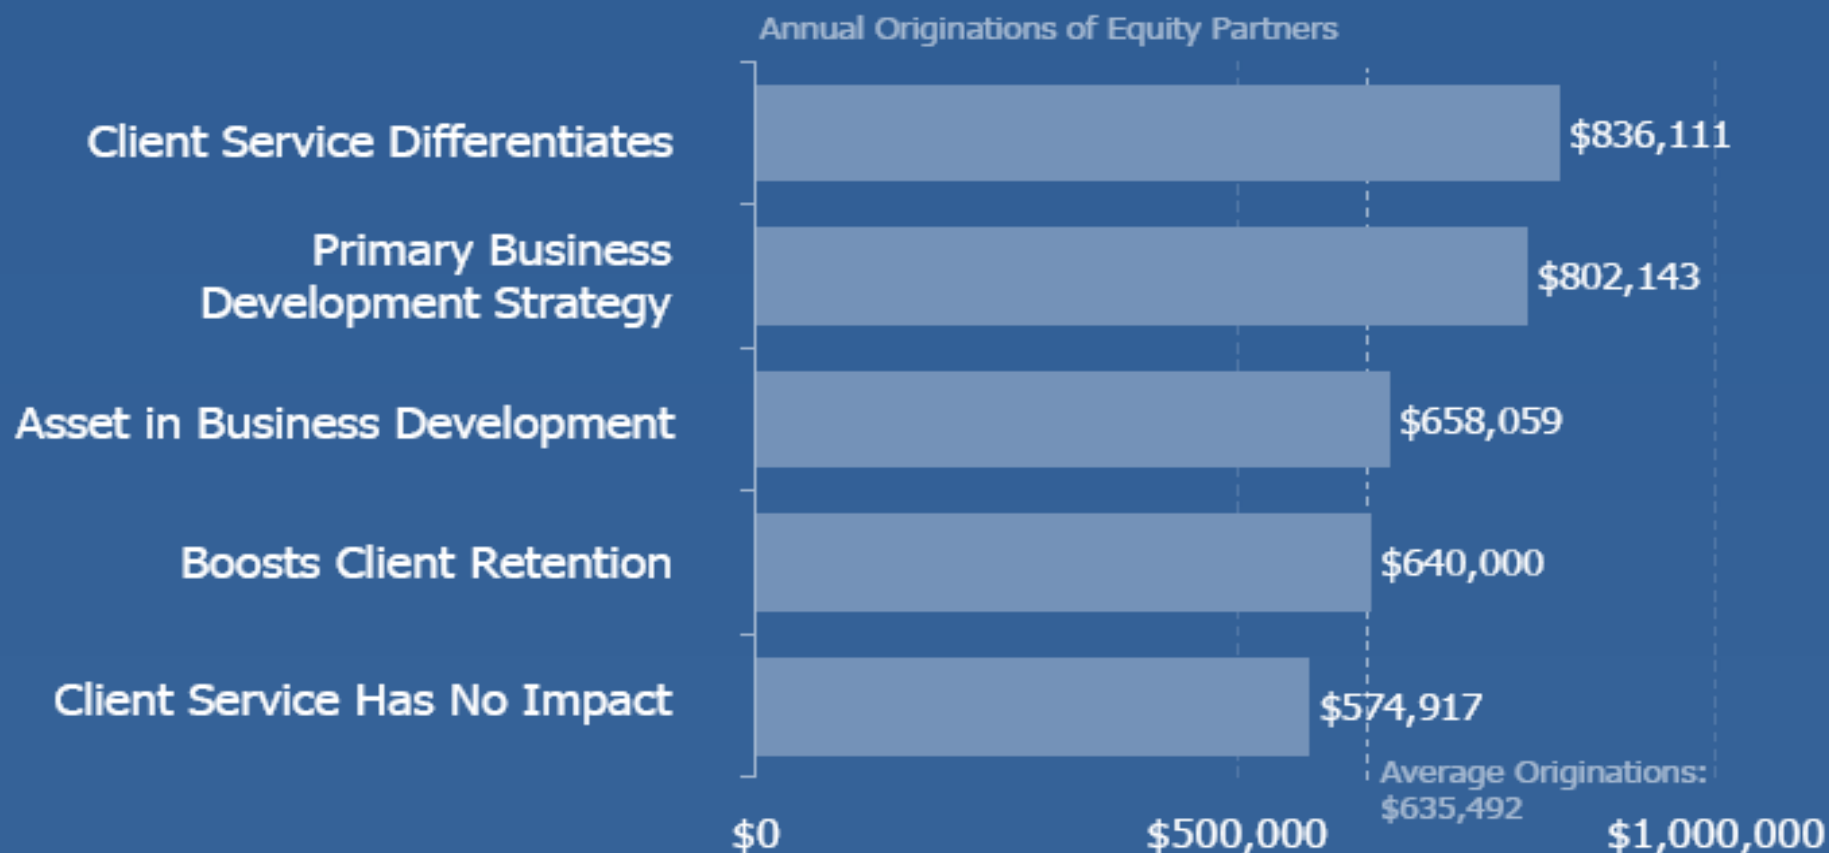 Annual Originations of Equity Partners
Client Service Differentiates
$836,111
Primary Business
Development Strategy
$802,143
Asset in Business Development
$658,059
Boosts Client Retention
$640,000
Client Service Has No Impact
$574,917
Average Originations:
$635,492
$0
$500,000
$1,000,000